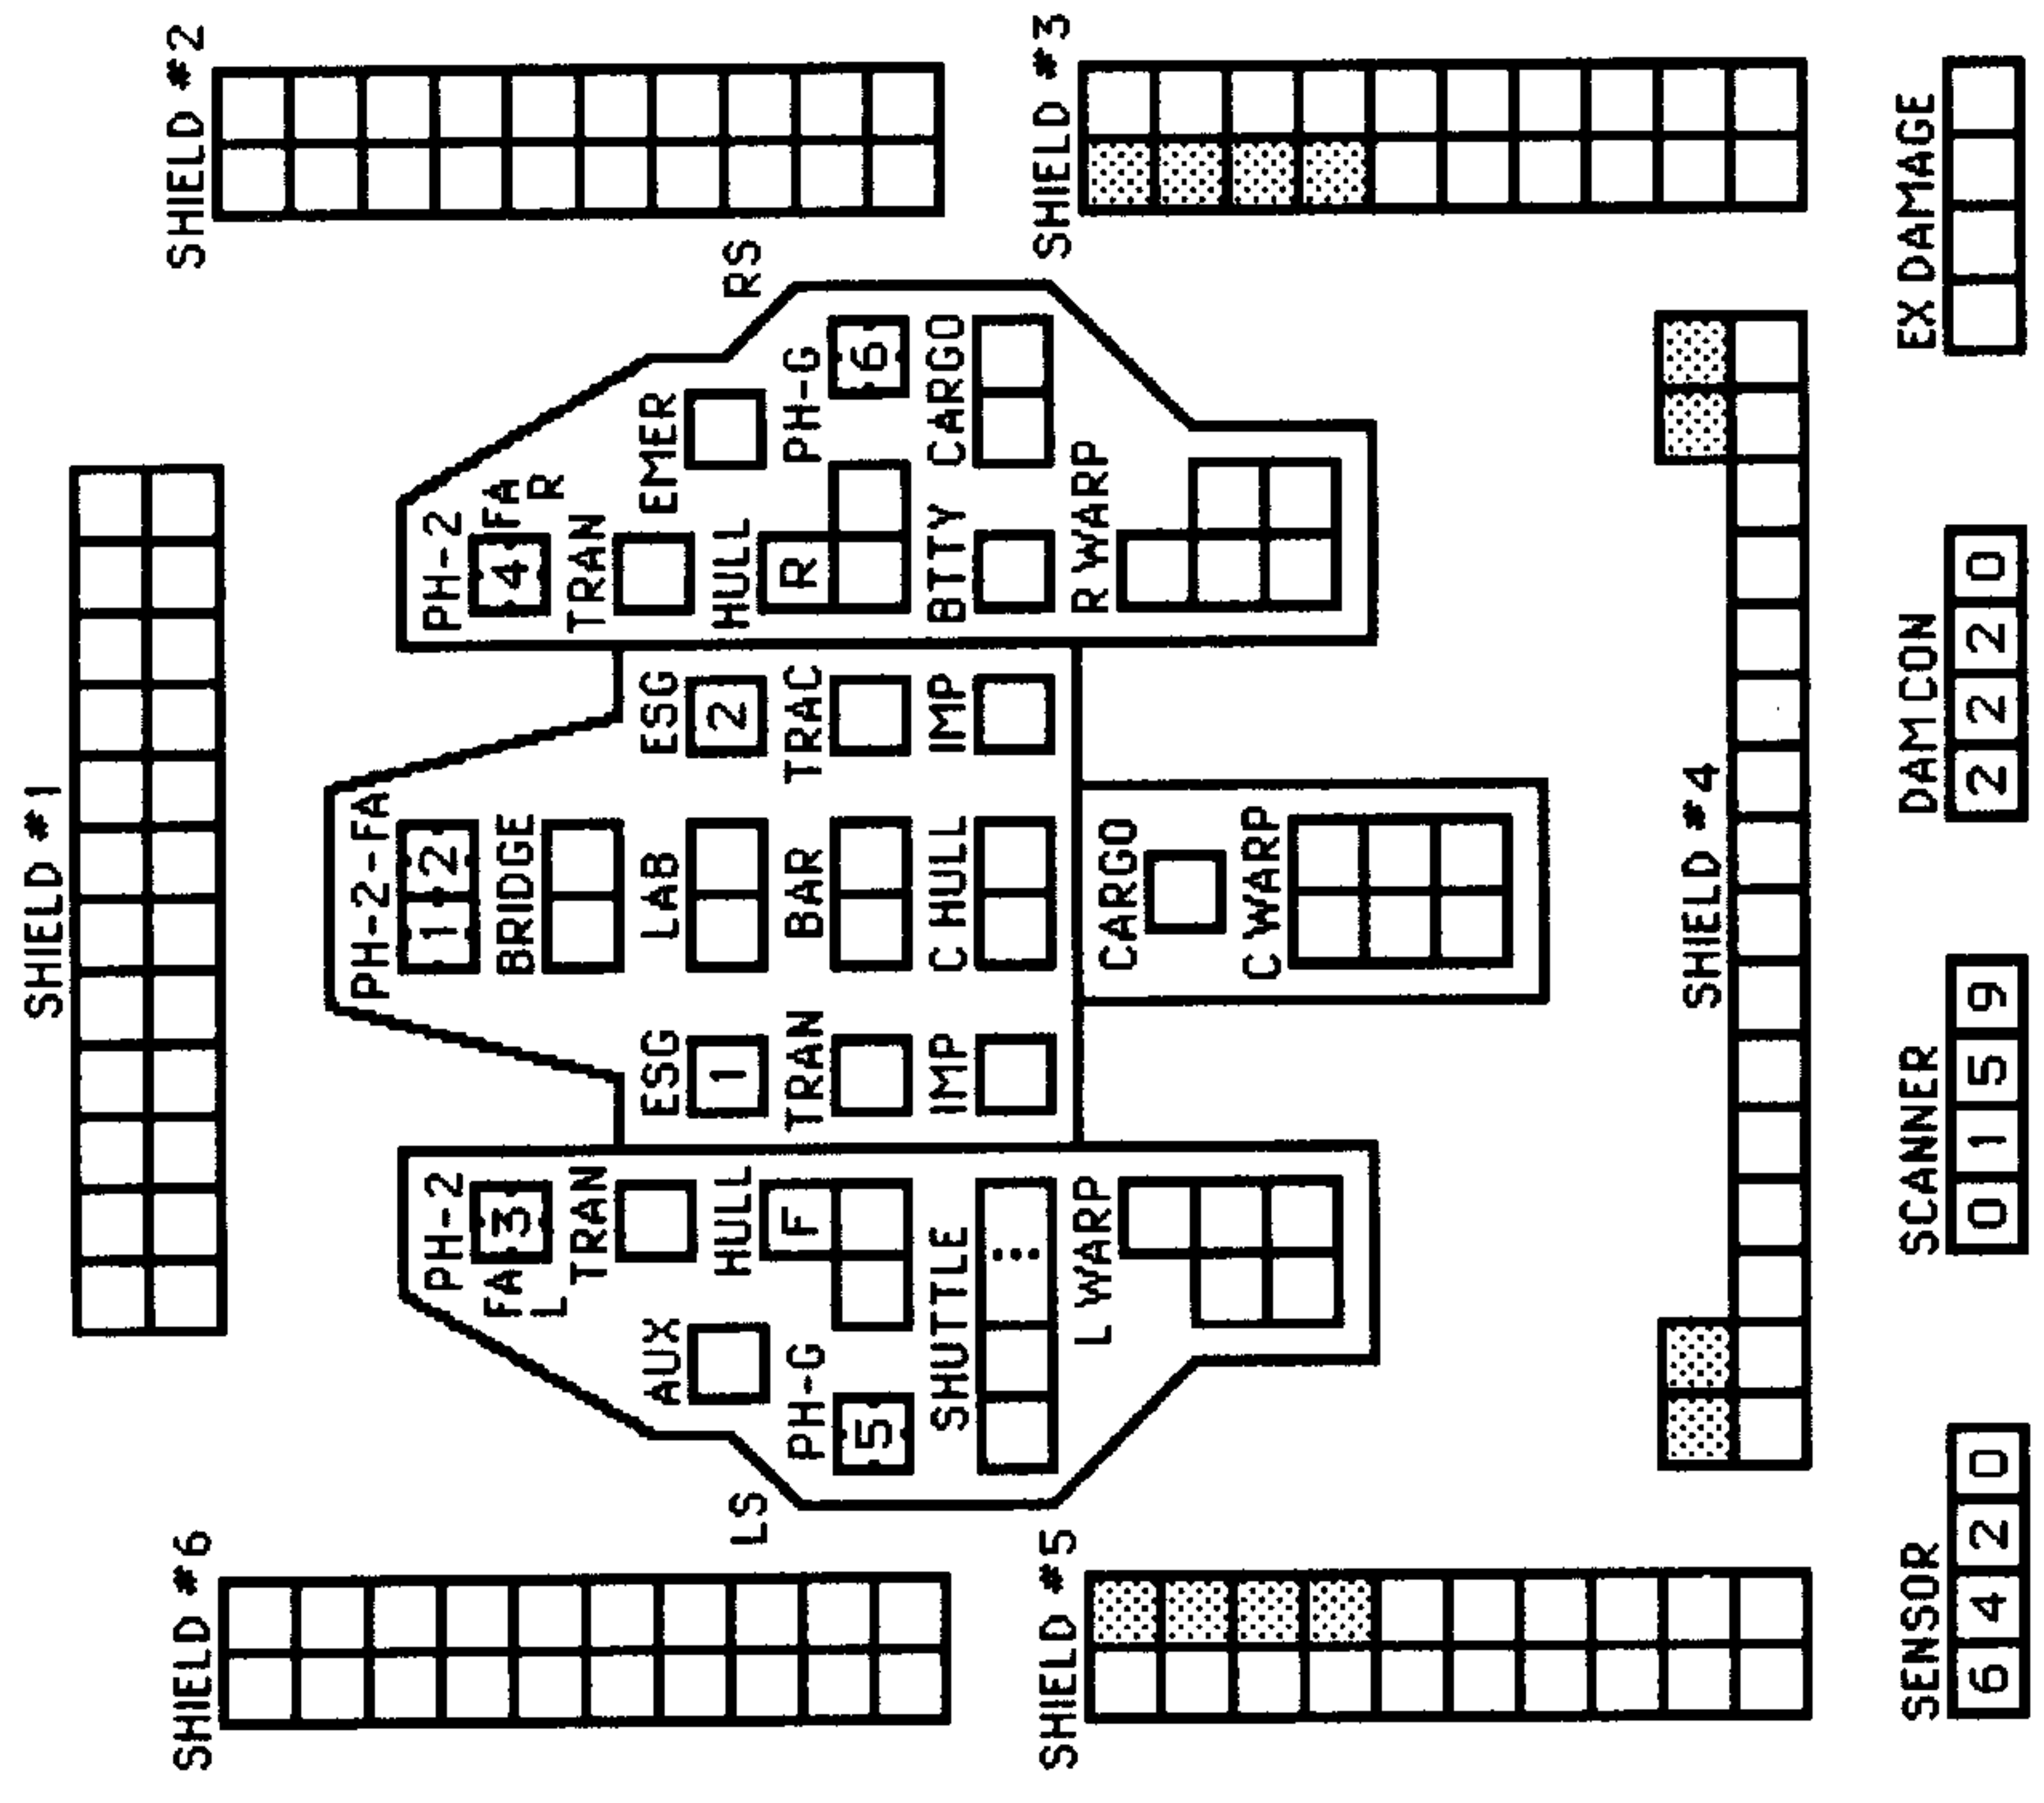 SHIELD #1
SHIELD #6
SHIELD #2
PH-2-FA
1 2
PH-2
3
FA
L
PH-2
4
FA
R
BRIDGE
TRAN
TRAN
AUX
ESG
1
LAB
ESG
2
EMER
HULL
F
HULL
R
LS
RS
PH-G
5
TRAN
BAR
TRAC
PH-G
6
SHUTTLE
IMP
C HULL
IMP
BTTY
CARGO
SHIELD #5
SHIELD #3
L WARP
CARGO
R WARP
C WARP
SHIELD #4
SENSOR
6 4 2 0
SCANNER
0 1 5 9
DAM CON
2 2 2 0
EX DAMAGE